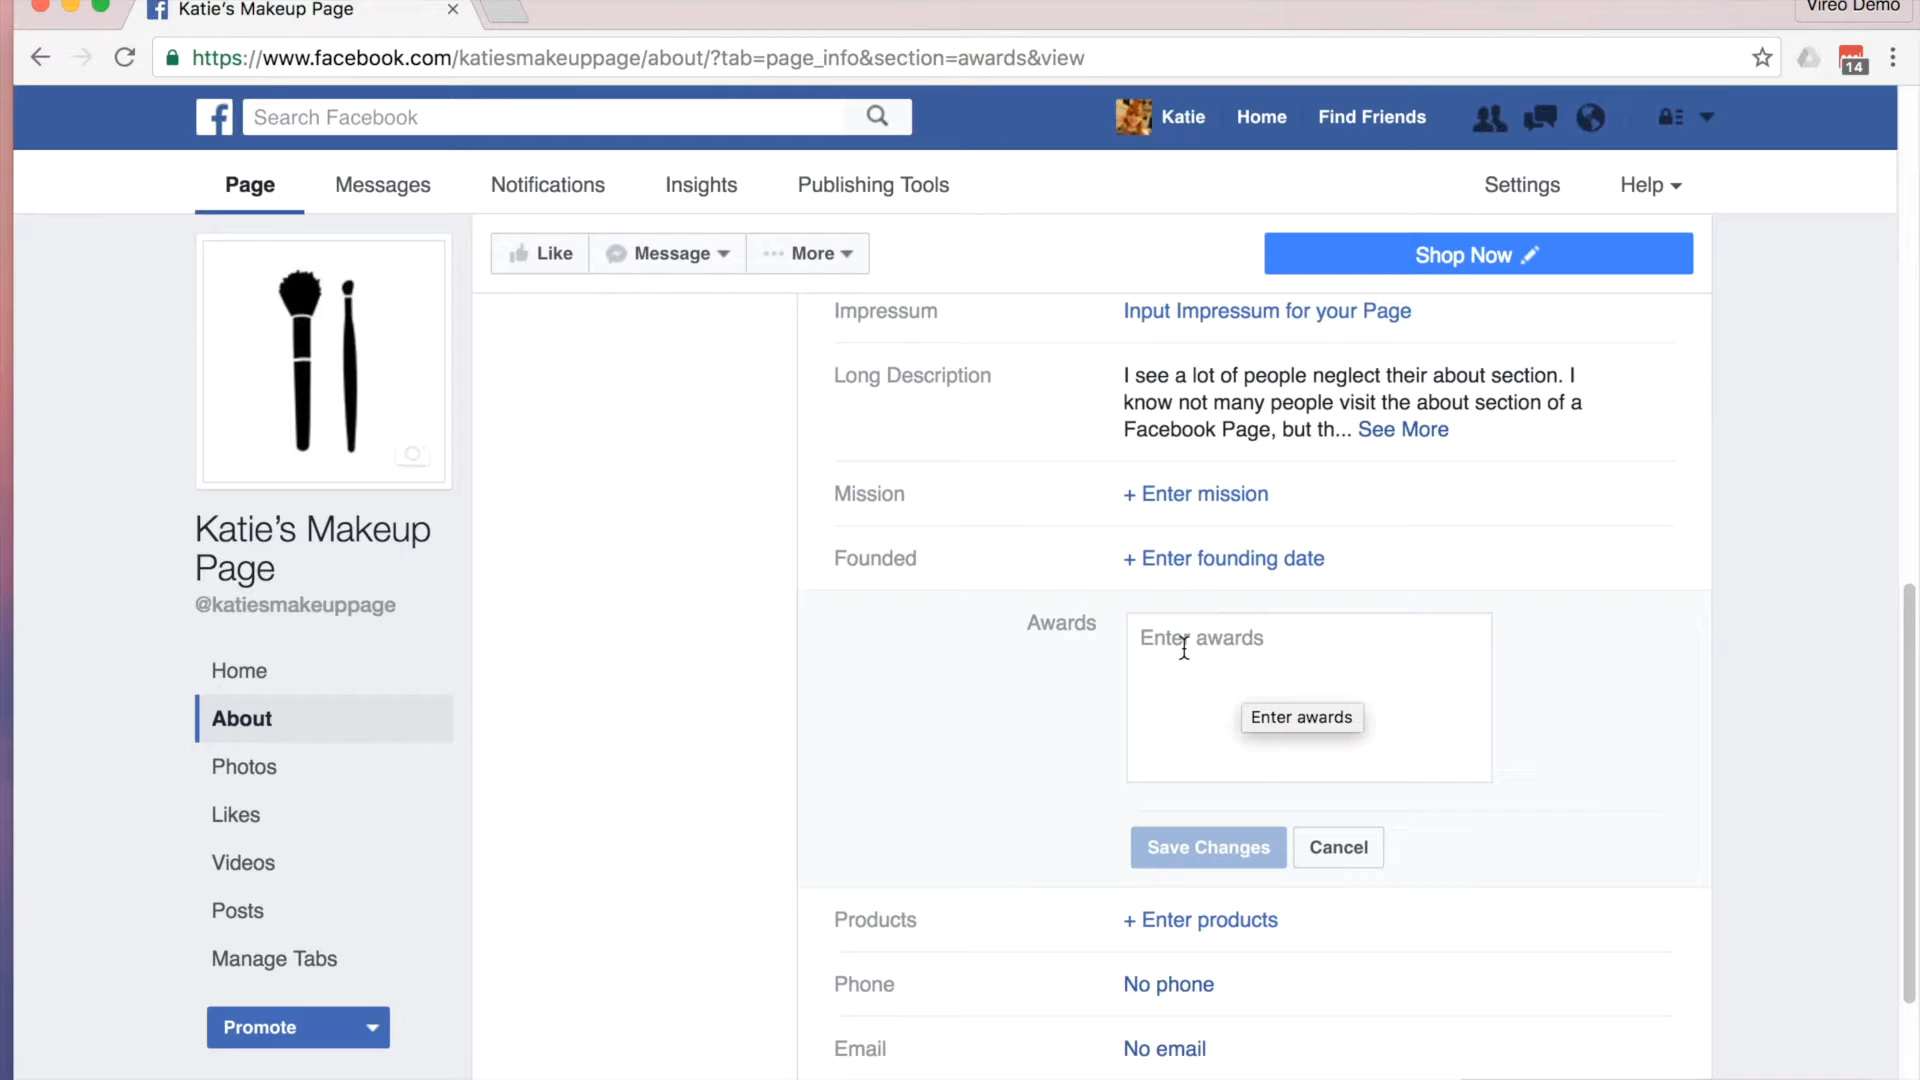 Katie's Makeup Page
Vireo Demo
https://www.facebook.com/katiesmakeuppage/about/?tab=page_info&section=awards&view
14
Search Facebook
Katie Home Find Friends
Page Messages Notifications Insights Publishing Tools Settings Help
Like Message More Shop Now
Impressum Input Impressum for your Page
Long Description I see a lot of people neglect their about section. I
know not many people visit the about section of a
Facebook Page, but th... See More
Mission + Enter mission
Founded + Enter founding date
Awards Enter awards
Enter awards
Save Changes Cancel
Products + Enter products
Phone No phone
Email No email
Katie's Makeup
Page
@katiesmakeuppage
Home
About
Photos
Likes
Videos
Posts
Manage Tabs
Promote